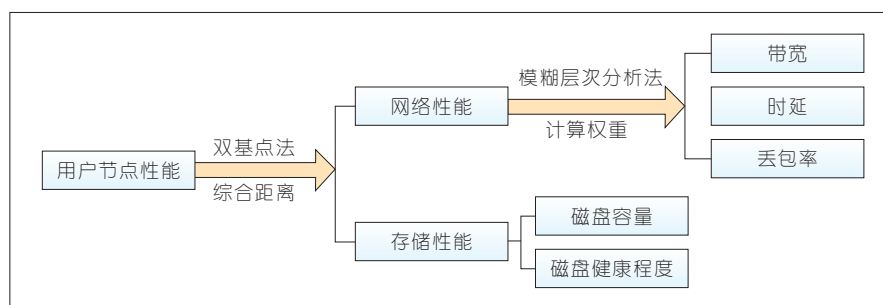 用户节点性能
双基点法
综合距离
网络性能
模糊层次分析法
计算权重
带宽
时延
丢包率
存储性能
磁盘容量
磁盘健康程度